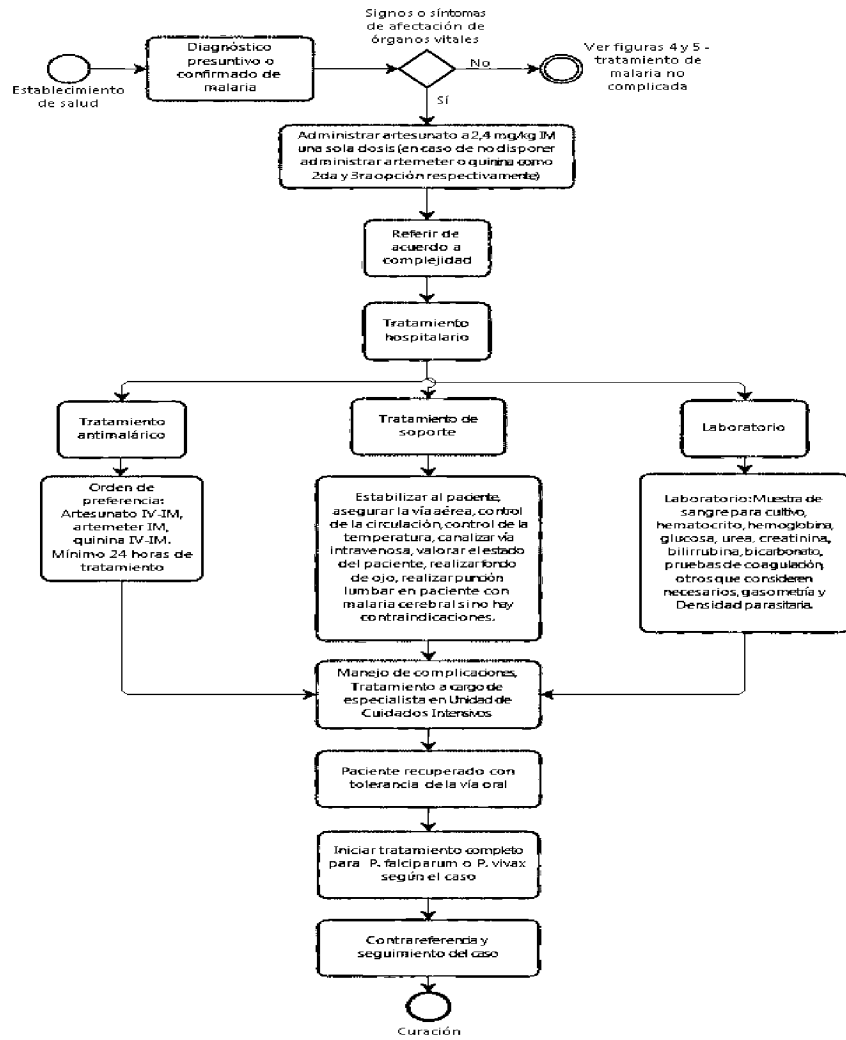 Signos o síntomas
de afectación de
órganos vitales
Establecimiento
de salud
Diagnóstico
presuntivo o
confirmado de
malaria
No
Ver figuras 4 y 5 -
tratamiento de
malaria no
complicada
Sí
Administrar artesunato a 2,4 mg/kg IM
una sola dosis (en caso de no disponer
administrar artemeter o quinina como
2da y 3ra opción respectivamente)
Referir de
acuerdo a
complejidad
Tratamiento
hospitalario
Tratamiento
antimalárico
Tratamiento de
soporte
Laboratorio
Orden de
preferencia:
Artesunato IV-IM,
artemeter IM,
quinina IV-IM.
Mínimo 24 horas de
tratamiento
Estabilizar al paciente,
asegurar la vía aérea, control
de la circulación, control de la
temperatura, canalizar vía
intravenosa, valorar el estado
del paciente, realizar fondo
de ojo, realizar punción
lumbar en paciente con
malaria cerebral si no hay
contraindicaciones.
Laboratorio: Muestra de
sangre para cultivo,
hematocrito, hemoglobina,
glucosa, urea, creatinina,
bilirrubina, bicarbonato,
pruebas de coagulación,
otros que consideren
necesarios, gasometría y
Densidad parasitaria.
Manejo de complicaciones,
Tratamiento a cargo de
especialista en Unidad de
Cuidados Intensivos
Paciente recuperado con
tolerancia de la vía oral
Iniciar tratamiento completo
para P. falciparum o P. vivax
según el caso
Contrareferencia y
seguimiento del caso
Curación